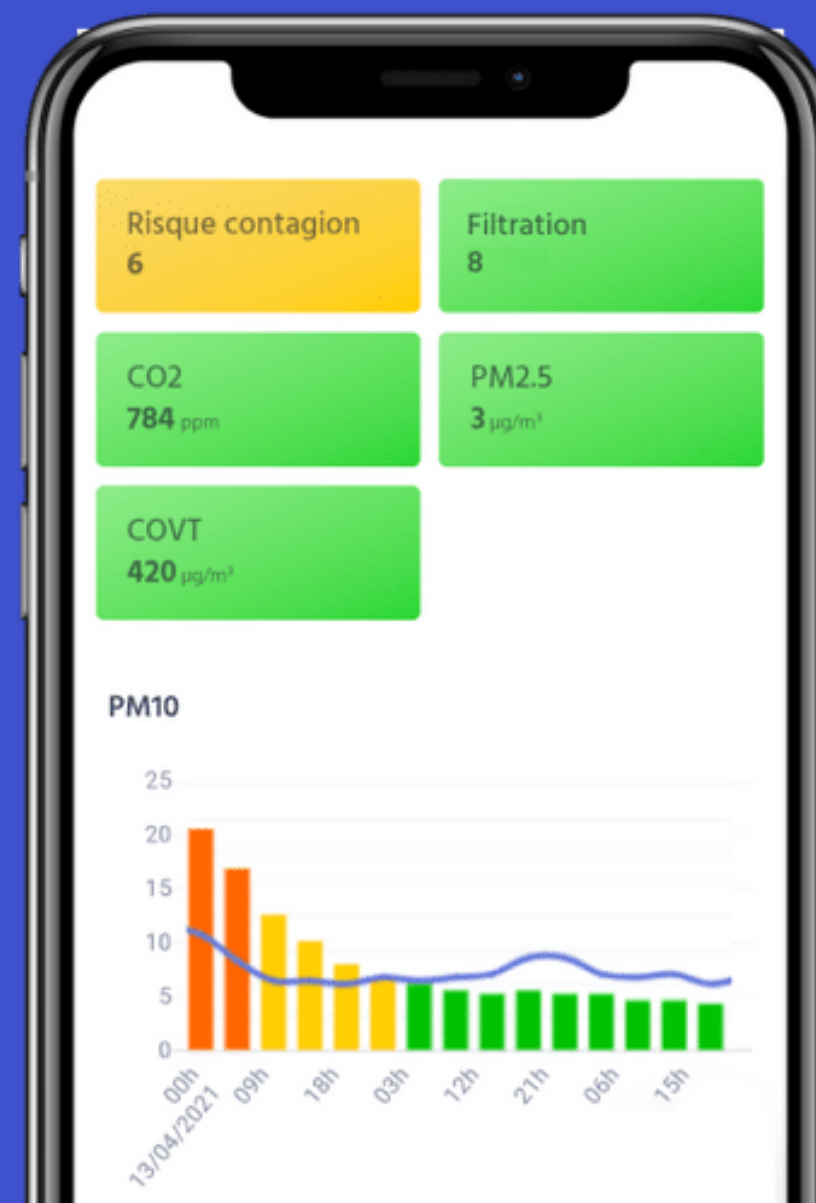 Risque contagion
6
Filtration
8
CO2
784 ppm
PM2.5
3 µg/m³
COVT
420 µg/m³
PM10
25
20
15
10
5
0
00h
13/04/2021
09h
18h
03h
12h
21h
06h
15h